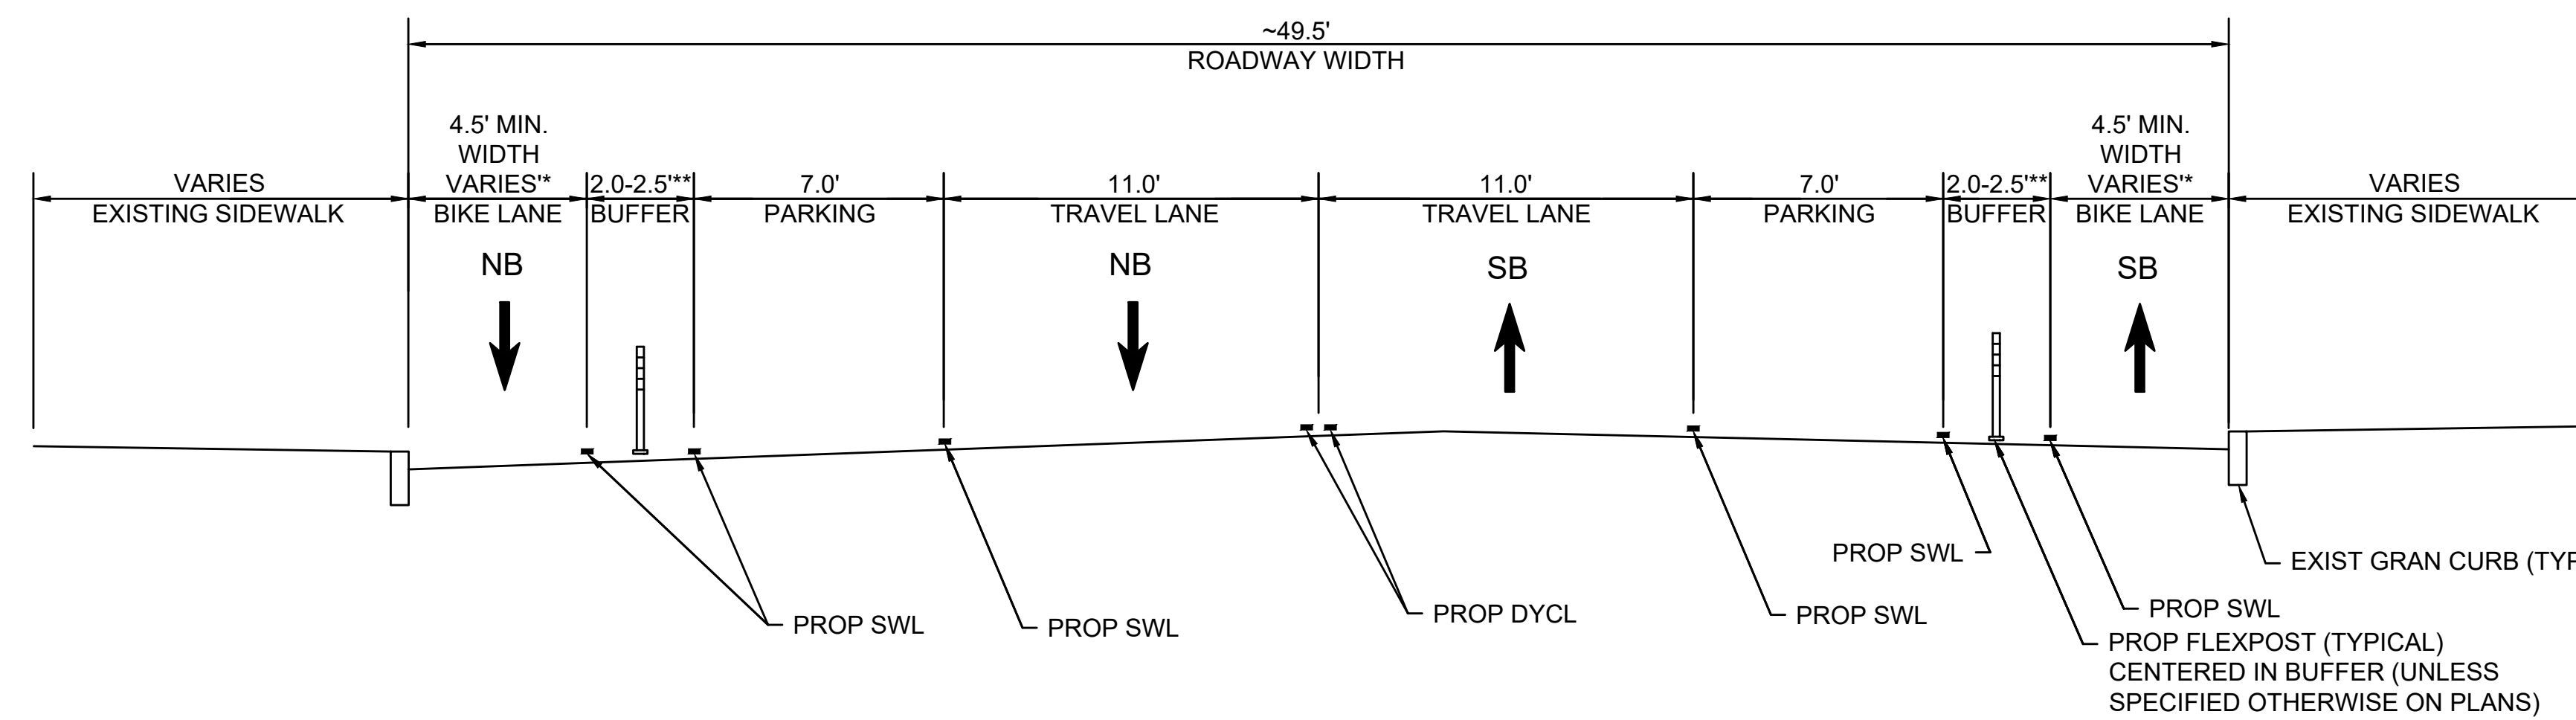 ~49.5'
ROADWAY WIDTH
4.5' MIN.
WIDTH
VARIES'*
BIKE LANE
4.5' MIN.
WIDTH
VARIES'*
BIKE LANE
VARIES
EXISTING SIDEWALK
2.0-2.5'**
BUFFER
7.0'
PARKING
11.0'
TRAVEL LANE
11.0'
TRAVEL LANE
7.0'
PARKING
2.0-2.5'**
BUFFER
VARIES
EXISTING SIDEWALK
NB
NB
SB
SB
PROP SWL
PROP SWL
PROP DYCL
PROP SWL
PROP SWL
EXIST GRAN CURB (TYP
PROP SWL
PROP FLEXPOST (TYPICAL)
CENTERED IN BUFFER (UNLESS
SPECIFIED OTHERWISE ON PLANS)